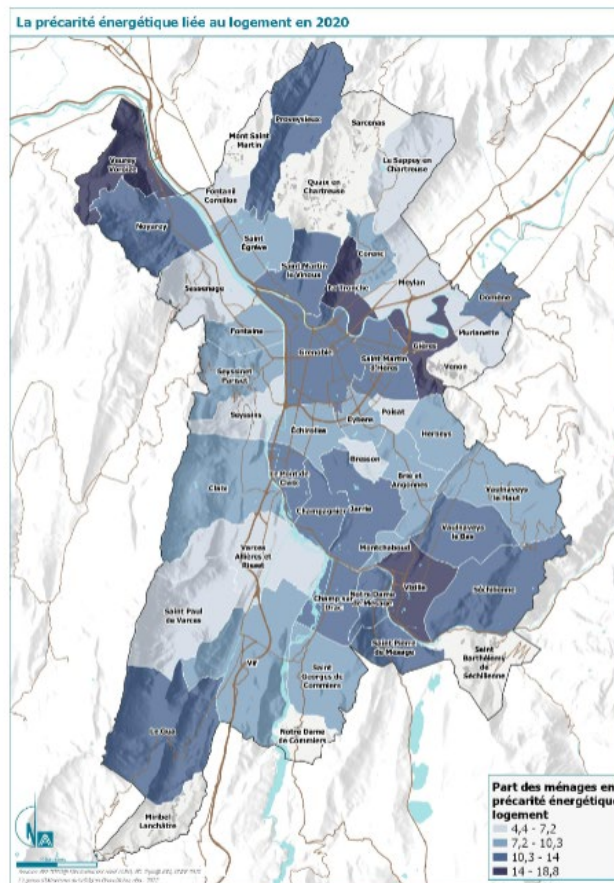 La précarité énergétique liée au logement en 2020
Proveysieux
Sarcenas
Mont Saint
Martin
Le Sappey en
Chartreuse
Quaix en
Chartreuse
Veurey
Voroize
Fontanil
Cornillon
Noyarey
Saint
Égrève
Corenc
Saint Martin
le Vinoux
La Tronche
Meylan
Domène
Sassenage
Murianette
Fontaine
Gières
Grenoble
Saint Martin
d'Hères
Venon
Seyssinet
Pariset
Poisat
Seyssins
Eybens
Échirolles
Herbeys
Bresson
Le Pont de
Claix
Brié et
Angonnes
Claix
Vaulnaveys
le Haut
Champagnier
Jarrie
Vaulnaveys
le Bas
Montchaboud
Varces
Allières et
Risset
Vizille
Séchilienne
Champ sur
Drac
Notre Dame
de Mésage
Saint Paul
de Varces
Saint Pierre
de Mésage
Saint
Barthélemy
de
Séchilienne
Vif
Saint
Georges de
Commiers
Le Gua
Notre Dame
de Commiers
Miribel
Lanchâtre
Part des ménages en
précarité énergétique
logement
4,4 - 7,2
7,2 - 10,3
10,3 - 14
14 - 18,8